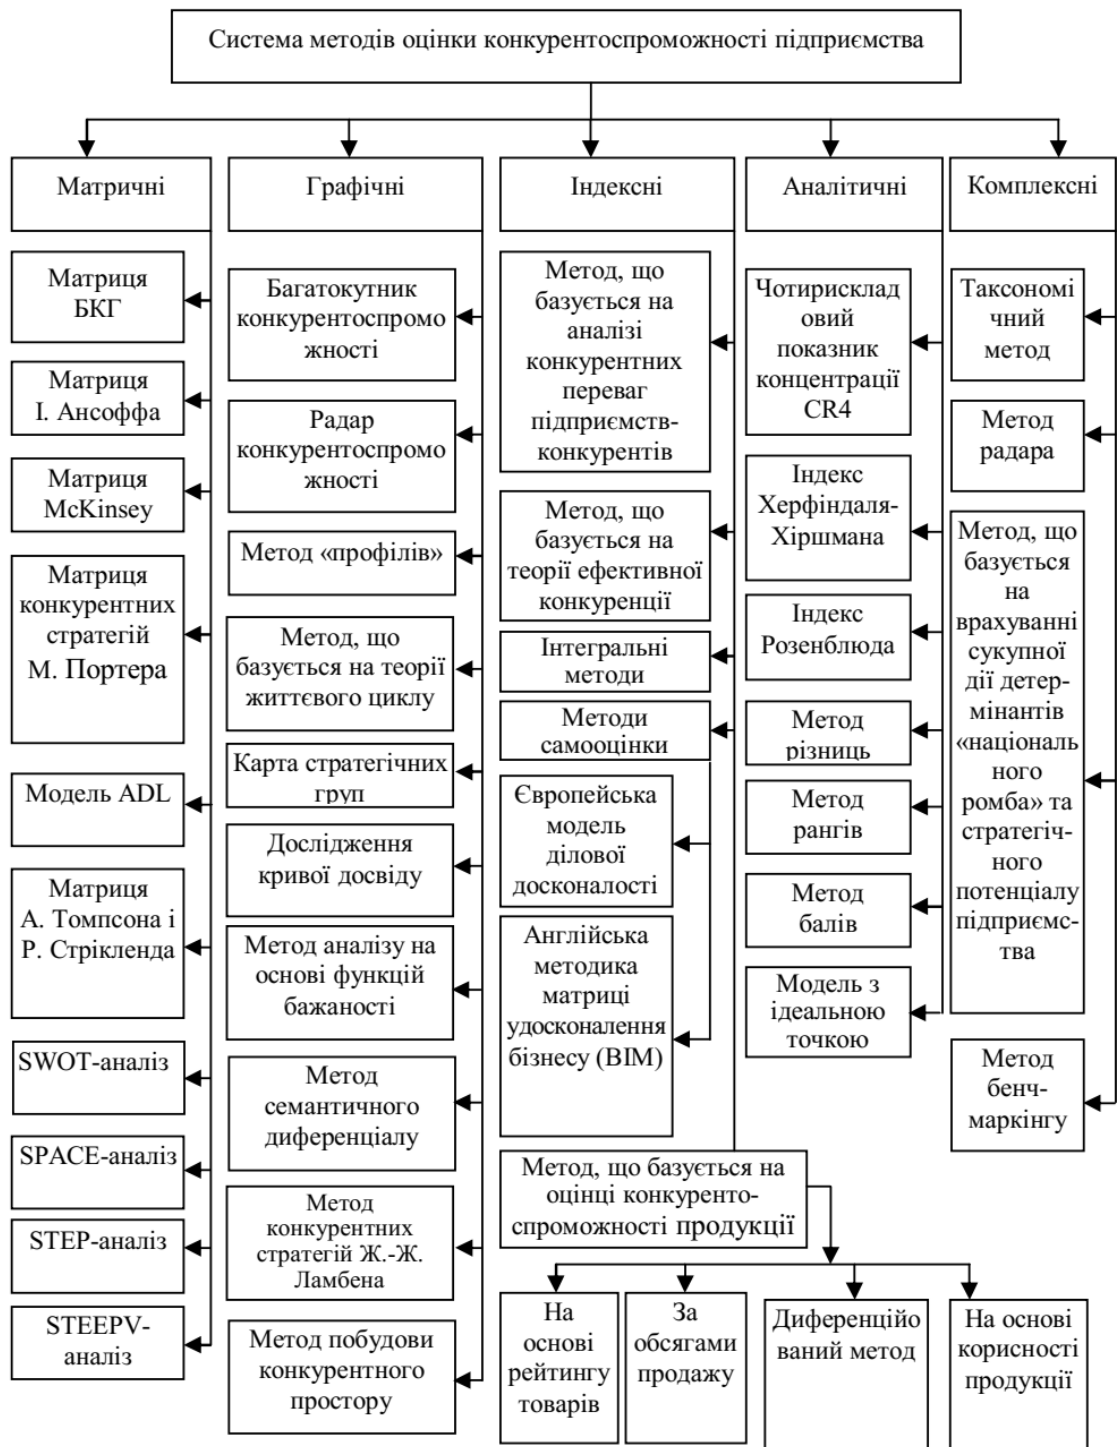 Система методів оцінки конкурентоспроможності підприємства
Матричні
Матриця
БКГ
Матриця
І. Ансоффа
Матриця
McKinsey
Матриця
конкурентних
стратегій
М. Портера
Модель ADL
Матриця
А. Томпсона і
Р. Стрікленда
SWOT-аналіз
SPACE-аналіз
STEP-аналіз
STEEPV-
аналіз
Графічні
Багатокутник
конкурентоспромо
жності
Радар
конкурентоспромо
жності
Метод «профілів»
Метод, що
базується на теорії
життєвого циклу
Карта стратегічних
груп
Дослідження
кривої досвіду
Метод аналізу на
основі функцій
бажаності
Метод
семантичного
диференціалу
Метод
конкурентних
стратегій Ж.-Ж.
Ламбена
Метод побудови
конкурентного
простору
Індексні
Метод, що
базується на
аналізі
конкурентних
переваг
підприємств-
конкурентів
Метод, що
базується на
теорії ефективної
конкуренції
Інтегральні
методи
Методи
самооцінки
Європейська
модель
ділової
досконалості
Англійська
методика
матриці
удосконалення
бізнесу (BIM)
Метод, що базується на
оцінці конкуренто-
спроможності продукції
На
основі
рейтингу
товарів
За
обсягами
продажу
Диференційо
ваний метод
На основі
корисності
продукції
Аналітичні
Чотирисклад
овий
показник
концентрації
CR4
Індекс
Херфіндаля-
Хіршмана
Індекс
Розенблюда
Метод
різниць
Метод
рангів
Метод
балів
Модель з
ідеальною
точкою
Комплексні
Таксономі
чний
метод
Метод
радара
Метод, що
базується
на
врахуванні
сукупної
дії детер-
мінантів
«національ
ного
ромба» та
стратегіч-
ного
потенціалу
підприємс-
тва
Метод
бенч-
маркінгу